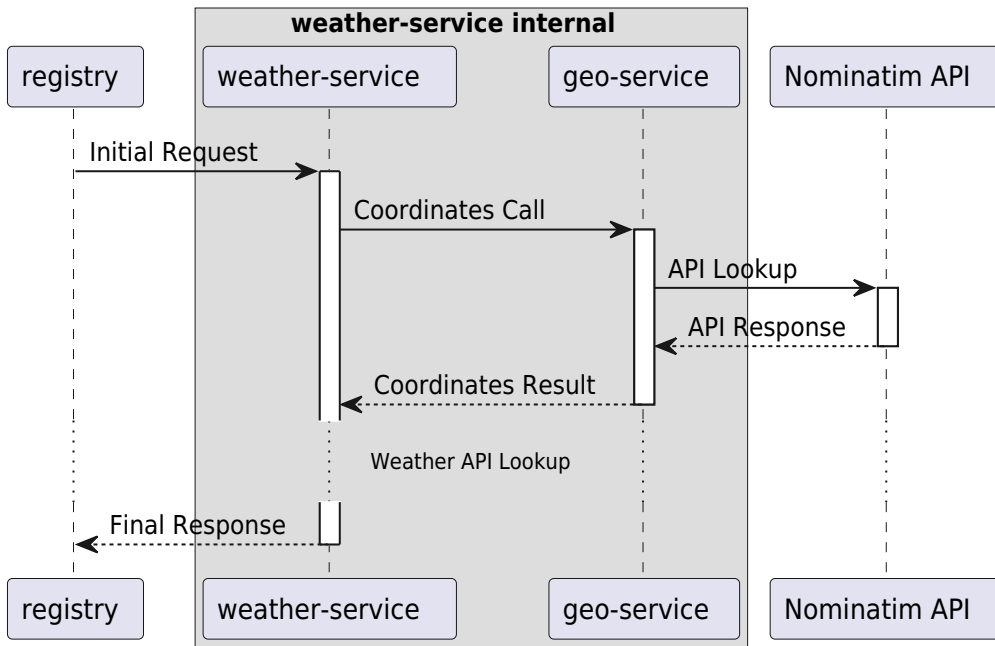 weather-service internal
registry
weather-service
geo-service
Nominatim API
Initial Request
Coordinates Call
API Lookup
API Response
Coordinates Result
Weather API Lookup
Final Response
registry
weather-service
geo-service
Nominatim API